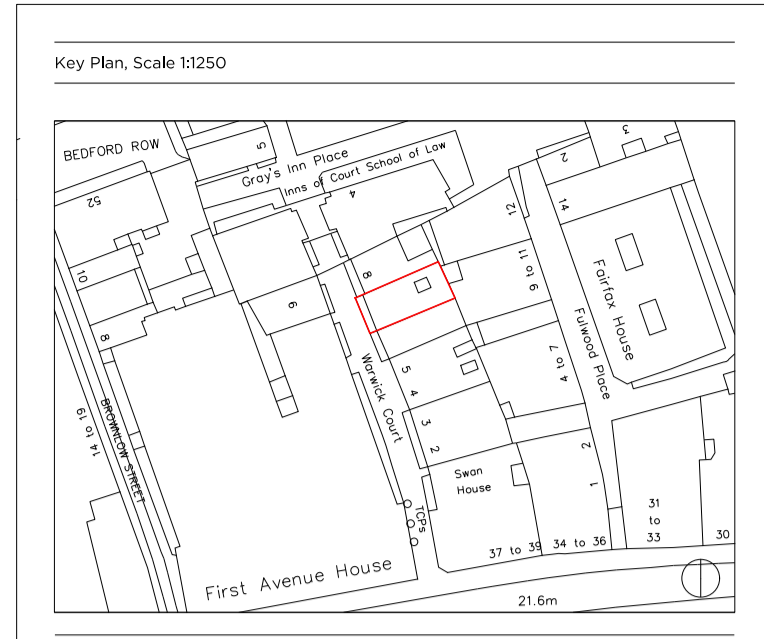 Key Plan, Scale 1:1250
BEDFORD ROW
5
Gray's Inn Place
Inns of Court School of Law
3
2
52
4
12
14
10
8
9 to 11
Fairfax House
6
8
Fulwood Place
Warwick Court
4 to 7
5
4
14 to 19
BROWNLOW STREET
3
2
2
Swan
House
1
TCPs
31
to
33
30
37 to 39
34 to 36
First Avenue House
21.6m